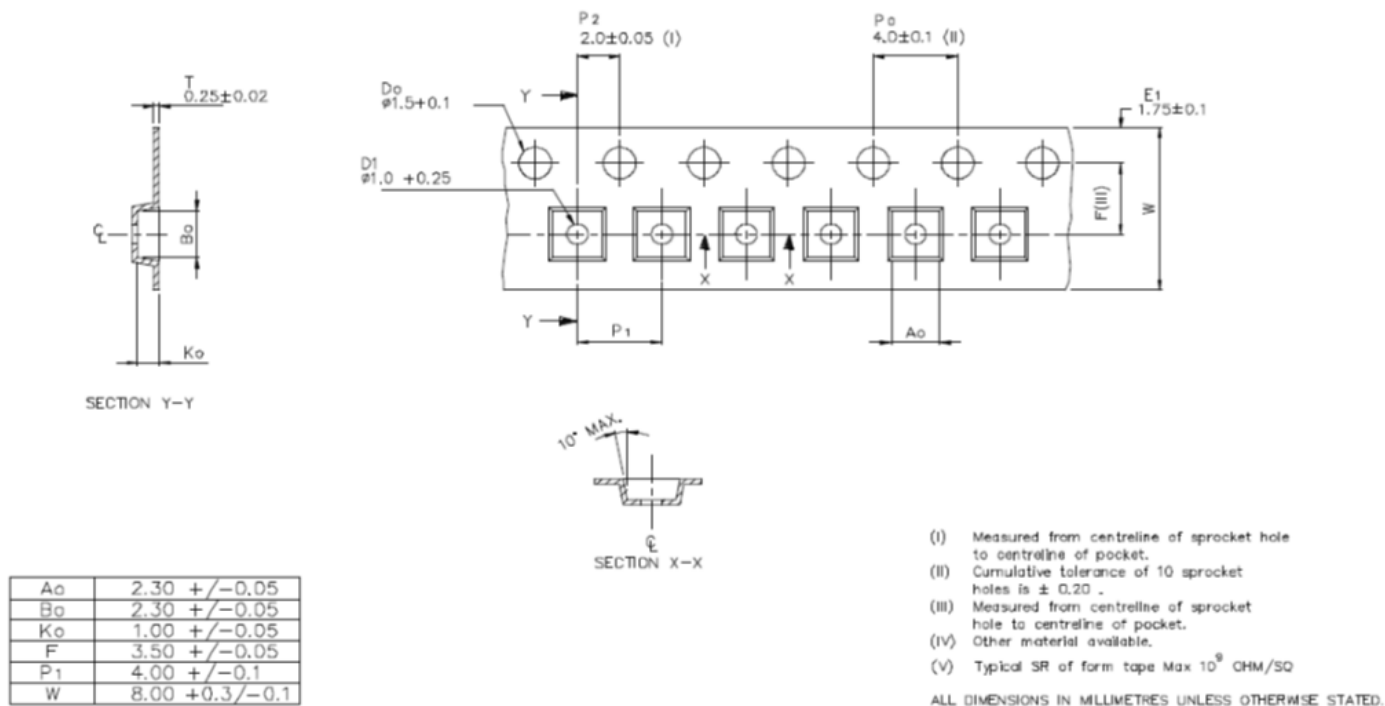 P2
2.0±0.05 (I)
Po
4.0±0.1 (II)
T
0.25±0.02
Do
ø1.5+0.1
Y
E1
1.75±0.1
D1
ø1.0 +0.25
F(III)
W
℄
Bo
X
X
Y
P1
Ao
Ko
SECTION Y-Y
10° MAX.
℄
SECTION X-X
Ao 2.30 +/-0.05
Bo 2.30 +/-0.05
Ko 1.00 +/-0.05
F 3.50 +/-0.05
P1 4.00 +/-0.1
W 8.00 +0.3/-0.1
(I) Measured from centreline of sprocket hole
to centreline of pocket.
(II) Cumulative tolerance of 10 sprocket
holes is ± 0.20 .
(III) Measured from centreline of sprocket
hole to centreline of pocket.
(IV) Other material available.
(V) Typical SR of form tape Max 10⁹ OHM/SQ
ALL DIMENSIONS IN MILLIMETRES UNLESS OTHERWISE STATED.